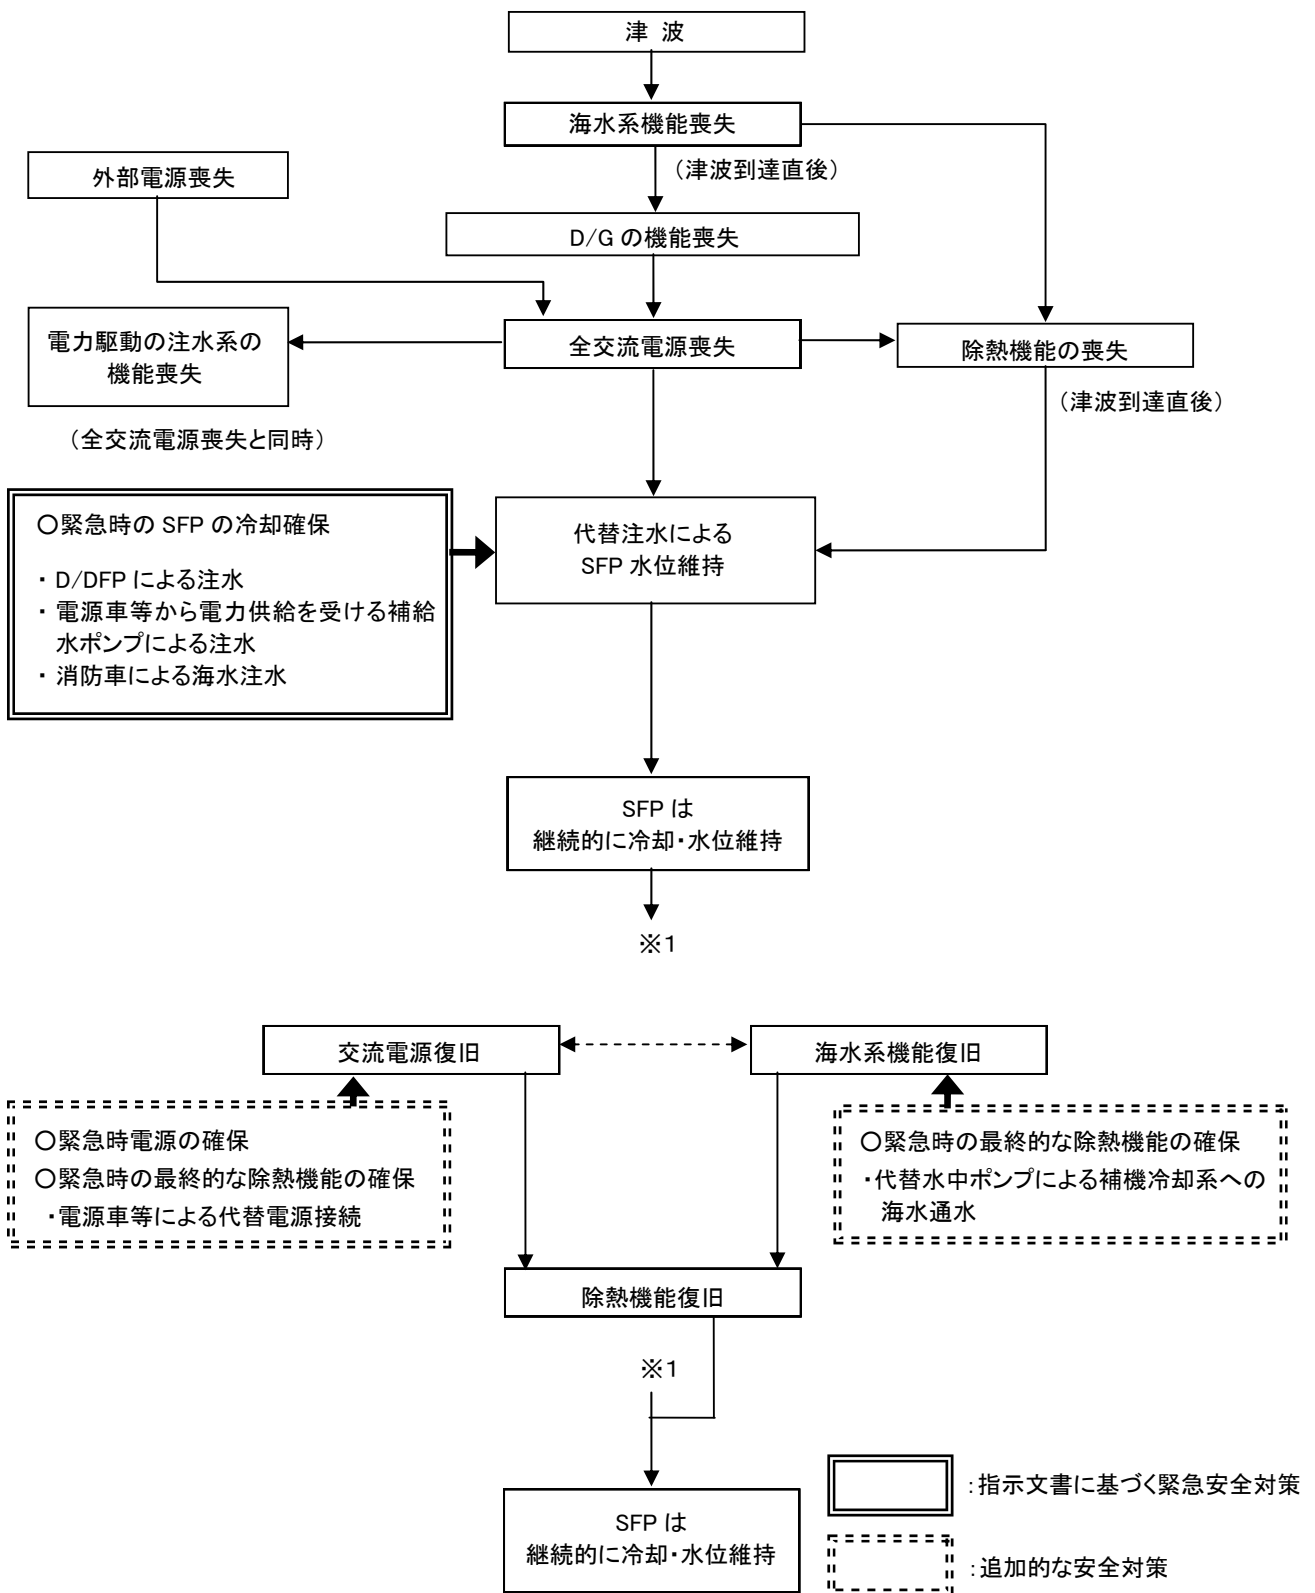 津 波
海水系機能喪失
(津波到達直後)
外部電源喪失
D/G の機能喪失
電力駆動の注水系の
機能喪失
全交流電源喪失
除熱機能の喪失
(津波到達直後)
(全交流電源喪失と同時)
○緊急時の SFP の冷却確保
・ D/DFP による注水
・ 電源車等から電力供給を受ける補給
水ポンプによる注水
・ 消防車による海水注水
代替注水による
SFP 水位維持
SFP は
継続的に冷却・水位維持
※1
交流電源復旧
海水系機能復旧
○緊急時電源の確保
○緊急時の最終的な除熱機能の確保
・電源車等による代替電源接続
○緊急時の最終的な除熱機能の確保
・代替水中ポンプによる補機冷却系への
海水通水
除熱機能復旧
※1
SFP は
継続的に冷却・水位維持
:指示文書に基づく緊急安全対策
:追加的な安全対策